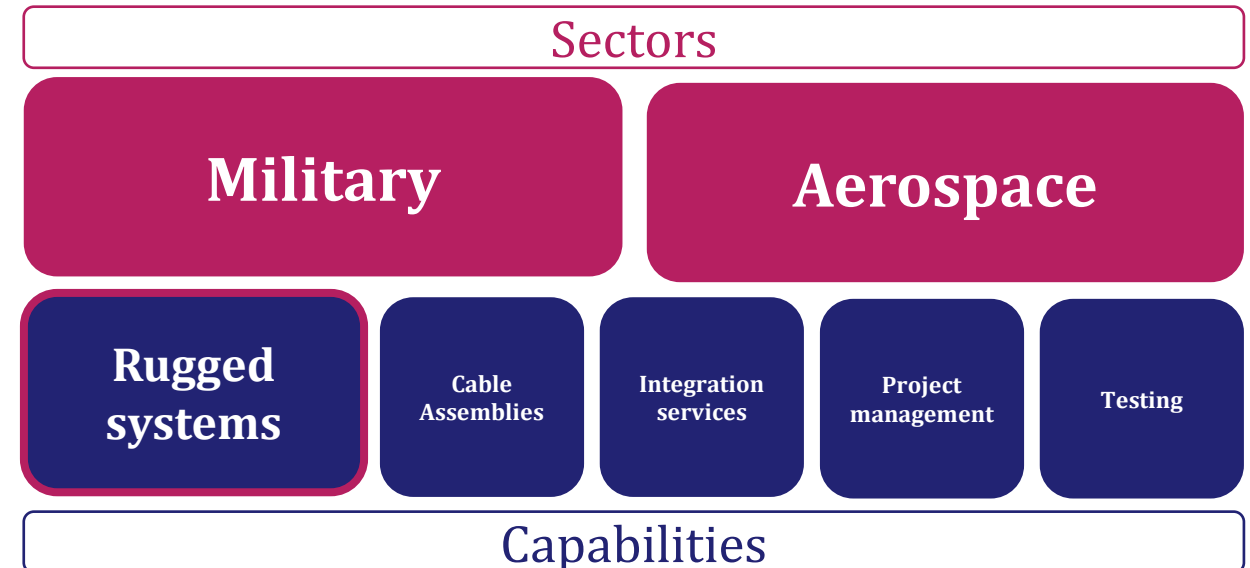 Sectors
Military
Aerospace
Rugged
systems
Cable
Assemblies
Integration
services
Project
management
Testing
Capabilities